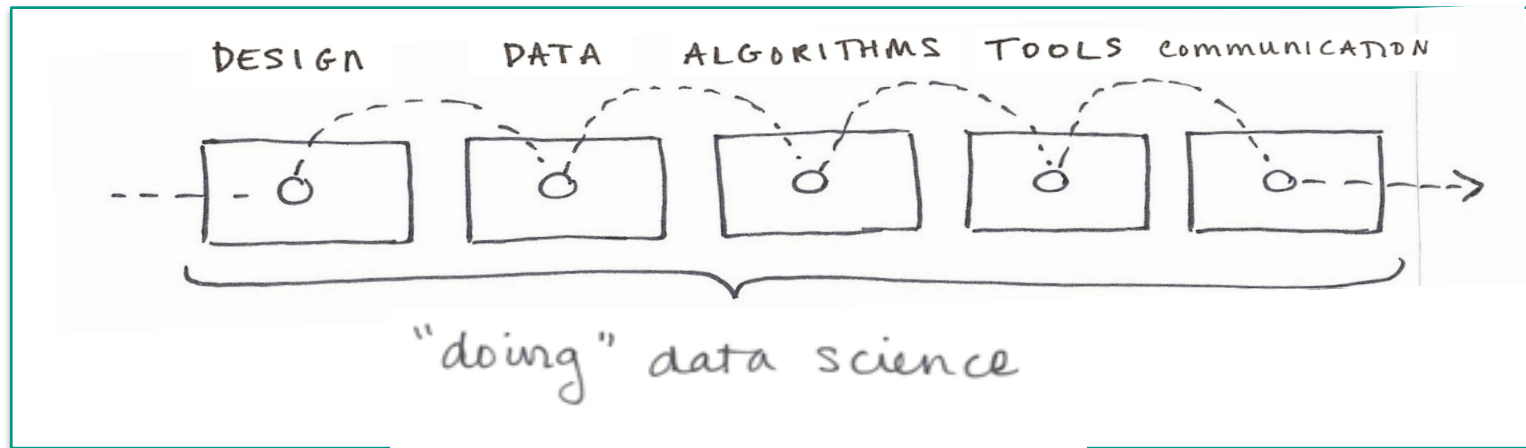 DESIGN DATA ALGORITHMS TOOLS COMMUNICATION
"doing" data science